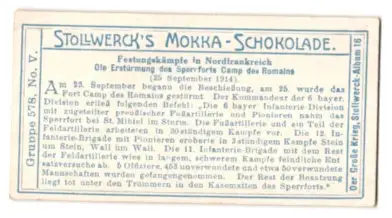 STOLLWERCK'S MOKKA-SCHOKOLADE.
Festungskämpfe in Nordfrankreich
Die Erstürmung des Sperrforts Camp des Romains
(25 September 1914).
Am 23. September begann die Beschießung, am 25. wurde das
Fort Camp des Romains gestürmt. Der Kommandeur der 6 bayer.
Division erließ folgenden Befehl: „Die 6 bayer Infanterie Division
mit zugeteilter preußischer Fußartillerie und Pionieren nahm das
Sperrfort bei St. Mihiel im Sturm. Die Fußartillerie und ein Teil der
Feldartillerie arbeiteten in 30stündigem Kampfe vor. Die 12. In-
fanterie-Brigade mit Pionieren eroberte in 3stündigem Kampfe Stein
um Stein, Wall um Wall. Die 11. Infanterie-Brigade mit dem Rest
der Feldartillerie wies in langem, schwerem Kampfe feindliche Ent
satzversuche ab. 5 Offiziere, 453 unverwundete und etwa 50 verwundete
Mannschaften wurden gefangengenommen. Der Rest der Besatzung
liegt tot unter den Trümmern in den Kasematten des Sperrforts."
Gruppe 578. No. V.
Der Große Krieg, Stollwerck-Album 16